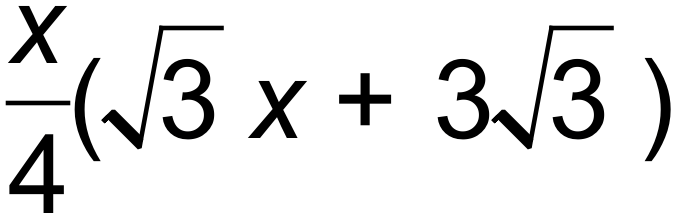 x/4(√3 x + 3√3 )